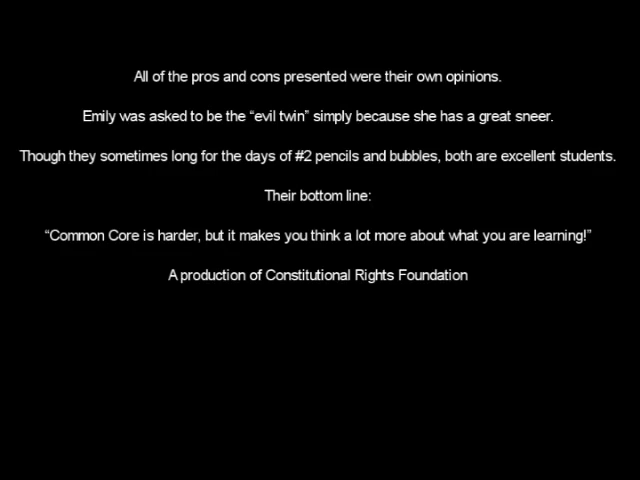 All of the pros and cons presented were their own opinions.
Emily was asked to be the “evil twin” simply because she has a great sneer.
Though they sometimes long for the days of #2 pencils and bubbles, both are excellent students.
Their bottom line:
“Common Core is harder, but it makes you think a lot more about what you are learning!”
A production of Constitutional Rights Foundation